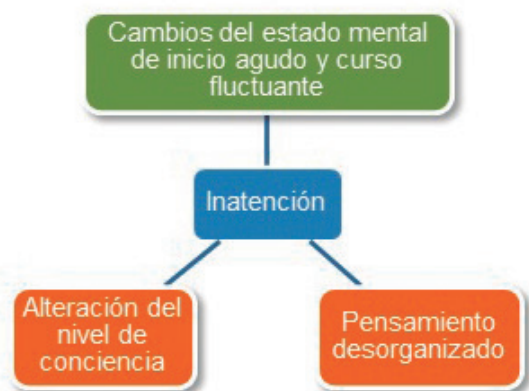 Cambios del estado mental
de inicio agudo y curso
fluctuante
Inatención
Alteración del
nivel de
conciencia
Pensamiento
desorganizado